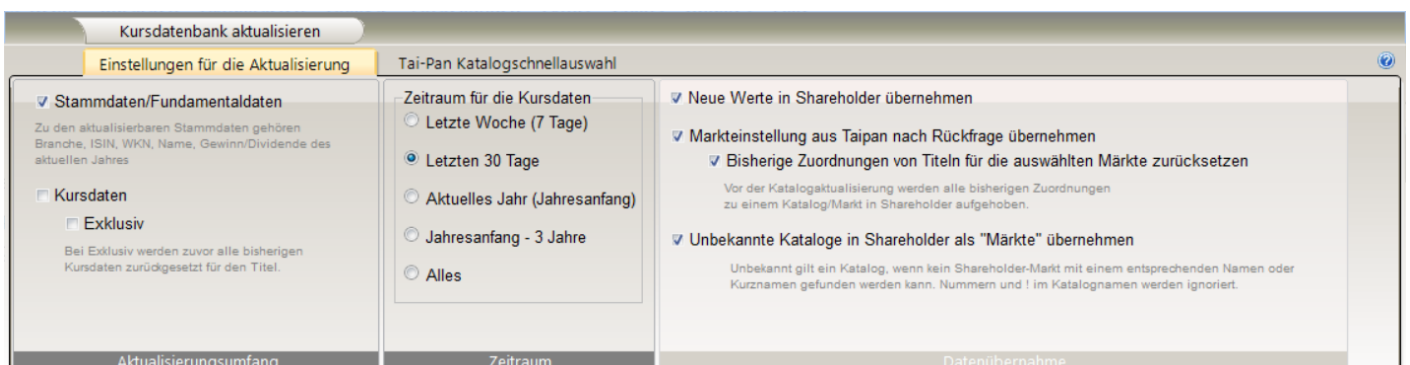 Kursdatenbank aktualisieren
Einstellungen für die Aktualisierung
Tai-Pan Katalogschnellauswahl
Stammdaten/Fundamentaldaten
Zu den aktualisierbaren Stammdaten gehören
Branche, ISIN, WKN, Name, Gewinn/Dividende des
aktuellen Jahres
Kursdaten
Exklusiv
Bei Exklusiv werden zuvor alle bisherigen
Kursdaten zurückgesetzt für den Titel.
Aktualisierungsumfang
Zeitraum für die Kursdaten
Letzte Woche (7 Tage)
Letzten 30 Tage
Aktuelles Jahr (Jahresanfang)
Jahresanfang - 3 Jahre
Alles
Zeitraum
Neue Werte in Shareholder übernehmen
Markteinstellung aus Taipan nach Rückfrage übernehmen
Bisherige Zuordnungen von Titeln für die auswählten Märkte zurücksetzen
Vor der Katalogaktualisierung werden alle bisherigen Zuordnungen
zu einem Katalog/Markt in Shareholder aufgehoben.
Unbekannte Kataloge in Shareholder als "Märkte" übernehmen
Unbekannt gilt ein Katalog, wenn kein Shareholder-Markt mit einem entsprechenden Namen oder
Kurznamen gefunden werden kann. Nummern und ! im Katalognamen werden ignoriert.
Datenübernahme